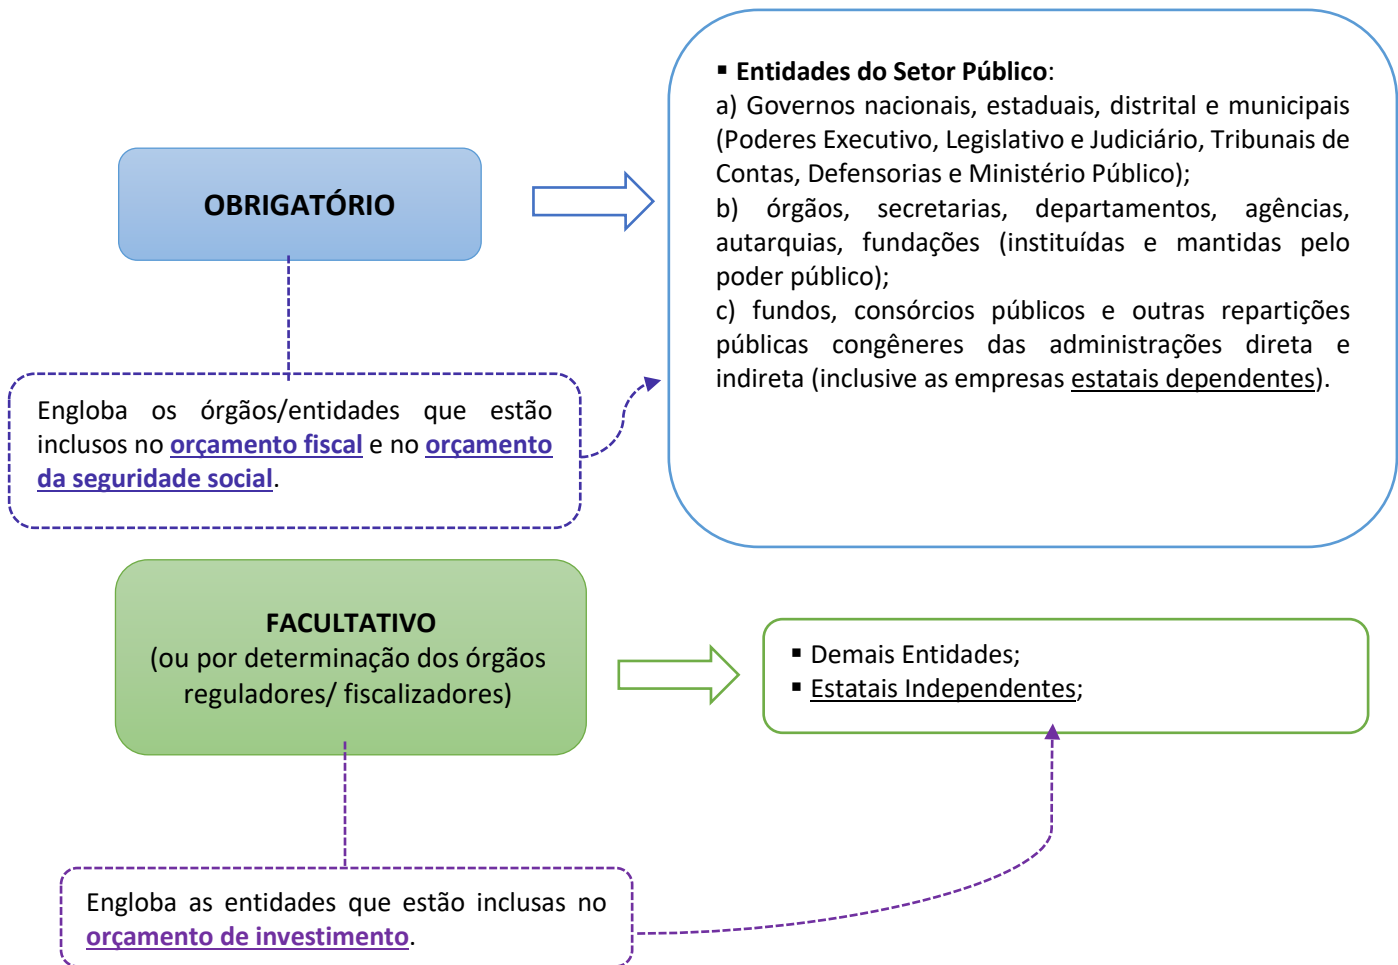 OBRIGATÓRIO
▪ Entidades do Setor Público:
a) Governos nacionais, estaduais, distrital e municipais
(Poderes Executivo, Legislativo e Judiciário, Tribunais de
Contas, Defensorias e Ministério Público);
b) órgãos, secretarias, departamentos, agências,
autarquias, fundações (instituídas e mantidas pelo
poder público);
c) fundos, consórcios públicos e outras repartições
públicas congêneres das administrações direta e
indireta (inclusive as empresas estatais dependentes).
Engloba os órgãos/entidades que estão
inclusos no orçamento fiscal e no orçamento
da seguridade social.
FACULTATIVO
(ou por determinação dos órgãos
reguladores/ fiscalizadores)
▪ Demais Entidades;
▪ Estatais Independentes;
Engloba as entidades que estão inclusas no
orçamento de investimento.